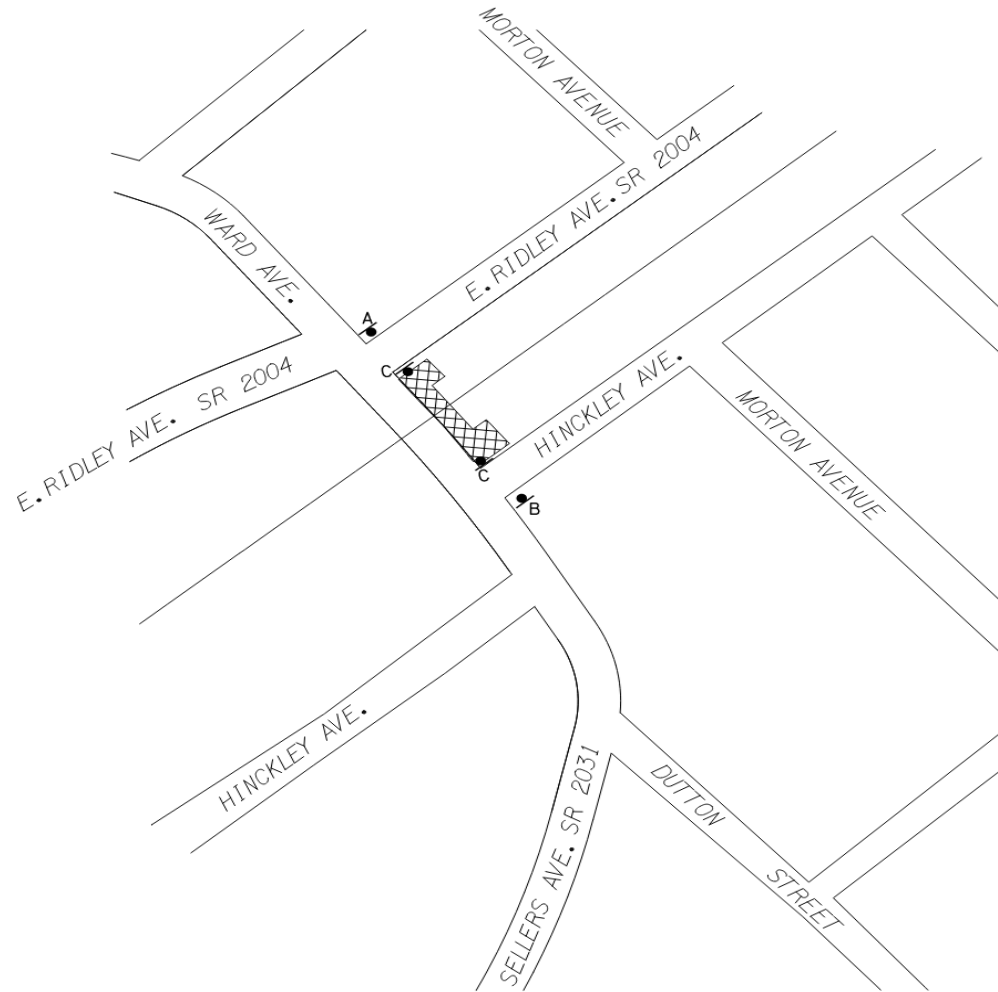 MORTON AVENUE
E.RIDLEY AVE.SR 2004
WARD AVE.
A
C
E.RIDLEY AVE. SR 2004
HINCKLEY AVE.
MORTON AVENUE
C
B
HINCKLEY AVE.
SELLERS AVE. SR 2031
DUTTON STREET